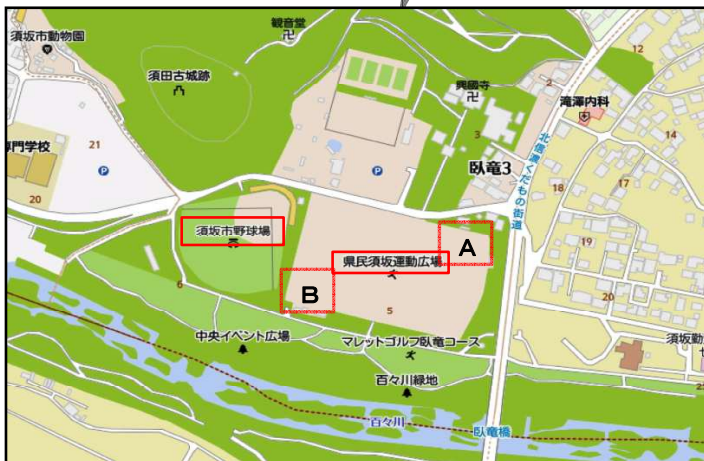 須坂市動物園
観音堂
12
須田古城跡
2
興國寺
滝澤内科
3
14
専門学校
21
臥竜3
北信濃くだもの街道
20
18
17
須坂市野球場
A
19
県民須坂運動広場
6
B
20
5
中央イベント広場
マレットゴルフ臥竜コース
須坂勤
百々川緑地
百々川
臥竜橋